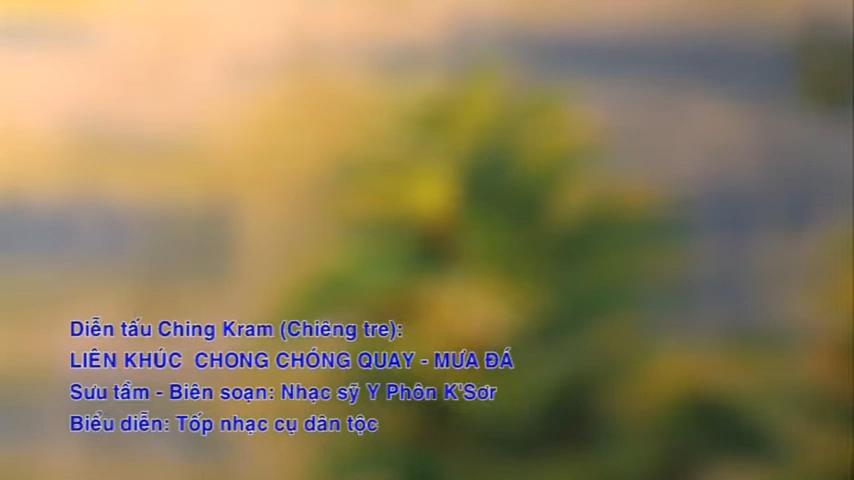 Diễn tấu Ching Kram (Chiêng tre):
LIÊN KHÚC CHONG CHÓNG QUAY - MƯA ĐÁ
Sưu tầm - Biên soạn: Nhạc sỹ Y Phôn K'Sơr
Biểu diễn: Tốp nhạc cụ dân tộc